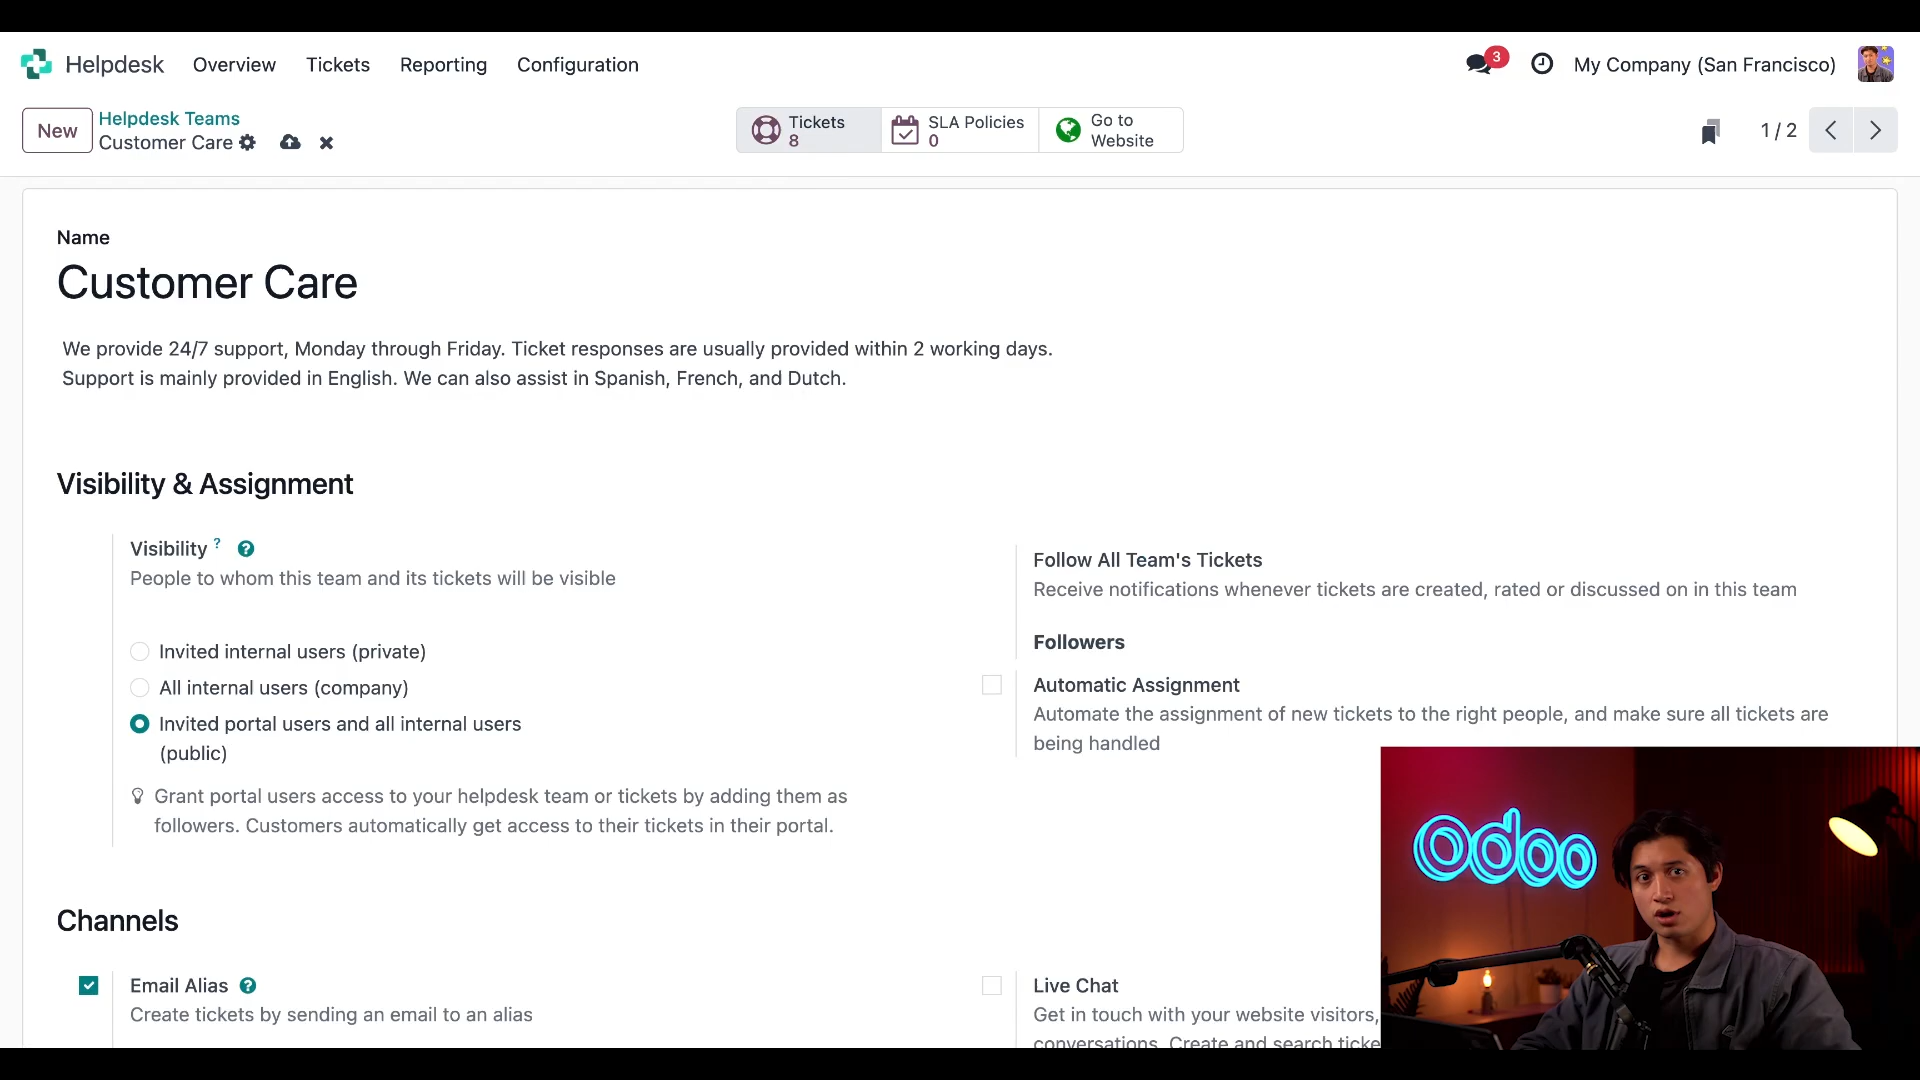 Helpdesk Overview Tickets Reporting Configuration
3 My Company (San Francisco)
New
Helpdesk Teams
Customer Care
Tickets
8
SLA Policies
0
Go to
Website
1 / 2
Name
Customer Care
We provide 24/7 support, Monday through Friday. Ticket responses are usually provided within 2 working days.
Support is mainly provided in English. We can also assist in Spanish, French, and Dutch.
Visibility & Assignment
Visibility ? ?
People to whom this team and its tickets will be visible
Invited internal users (private)
All internal users (company)
Invited portal users and all internal users
(public)
Grant portal users access to your helpdesk team or tickets by adding them as
followers. Customers automatically get access to their tickets in their portal.
Follow All Team's Tickets
Receive notifications whenever tickets are created, rated or discussed on in this team
Followers
Automatic Assignment
Automate the assignment of new tickets to the right people, and make sure all tickets are
being handled
odoo
Channels
Email Alias ?
Create tickets by sending an email to an alias
Live Chat
Get in touch with your website visitors,
conversations. Create and search ticke